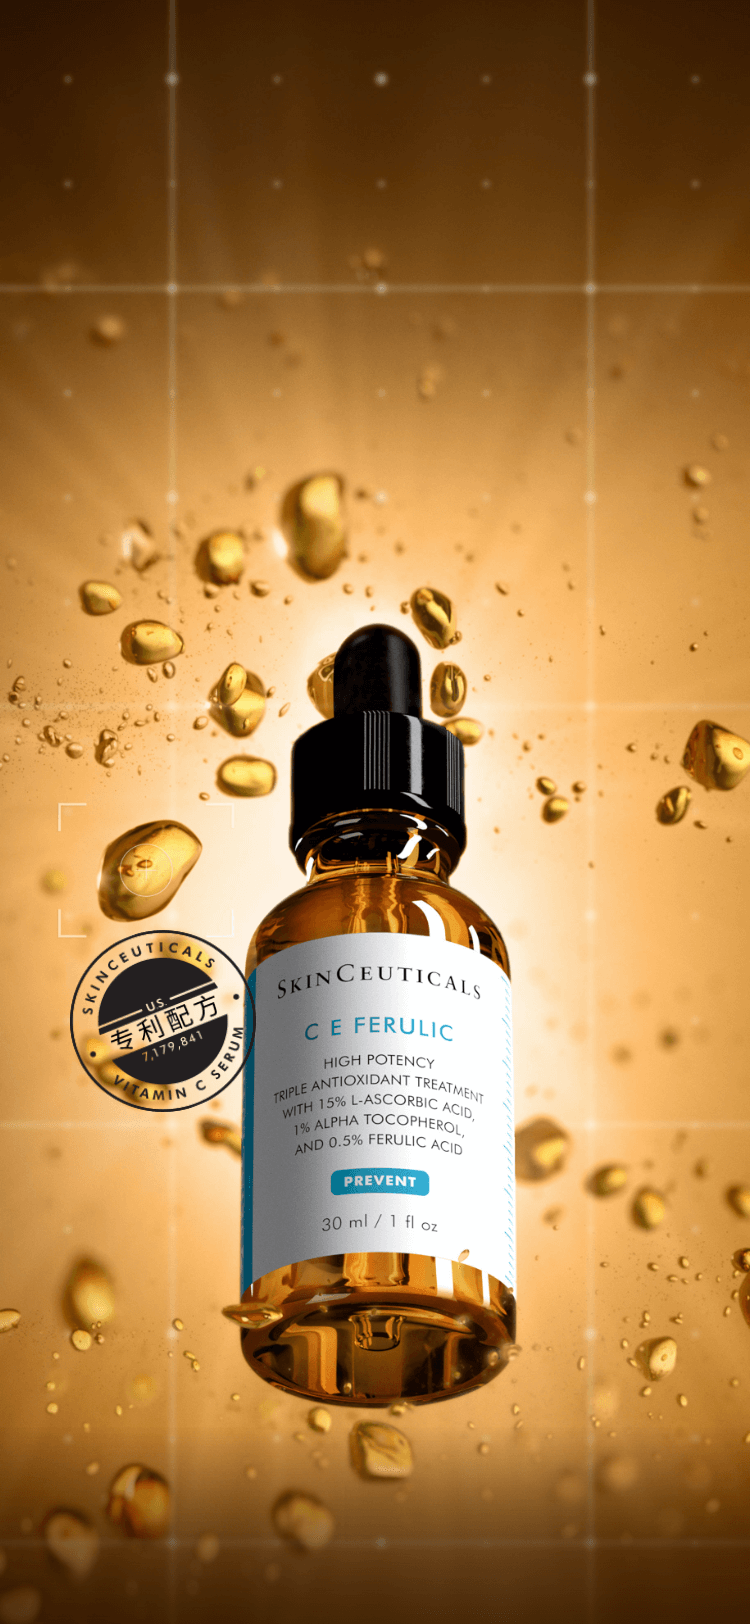 SKINCEUTICALS
C E FERULIC
HIGH POTENCY
TRIPLE ANTIOXIDANT TREATMENT
WITH 15% L-ASCORBIC ACID,
1% ALPHA TOCOPHEROL,
AND 0.5% FERULIC ACID
PREVENT
30 ml / 1 fl oz
SKINCEUTICALS
US.
专利配方
7,179,841
VITAMIN C SERUM